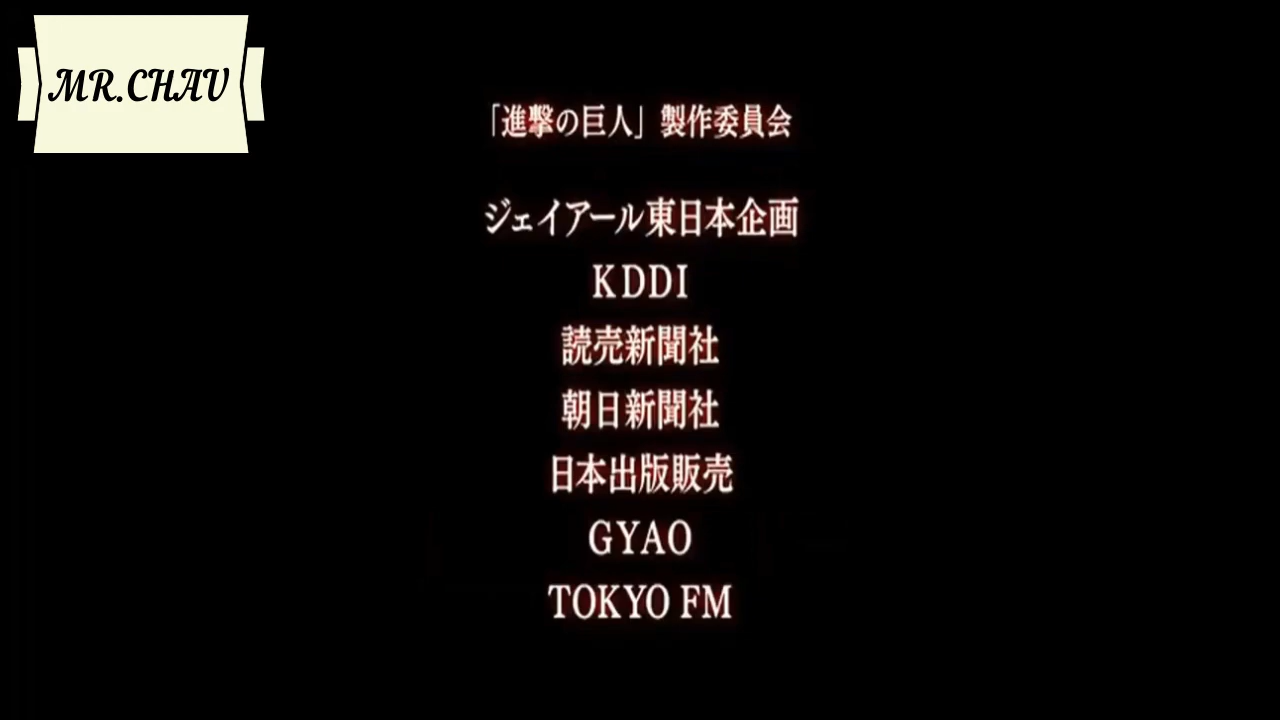 MR.CHAV
「進撃の巨人」製作委員会
ジェイアール東日本企画
KDDI
読売新聞社
朝日新聞社
日本出版販売
GYAO
TOKYO FM